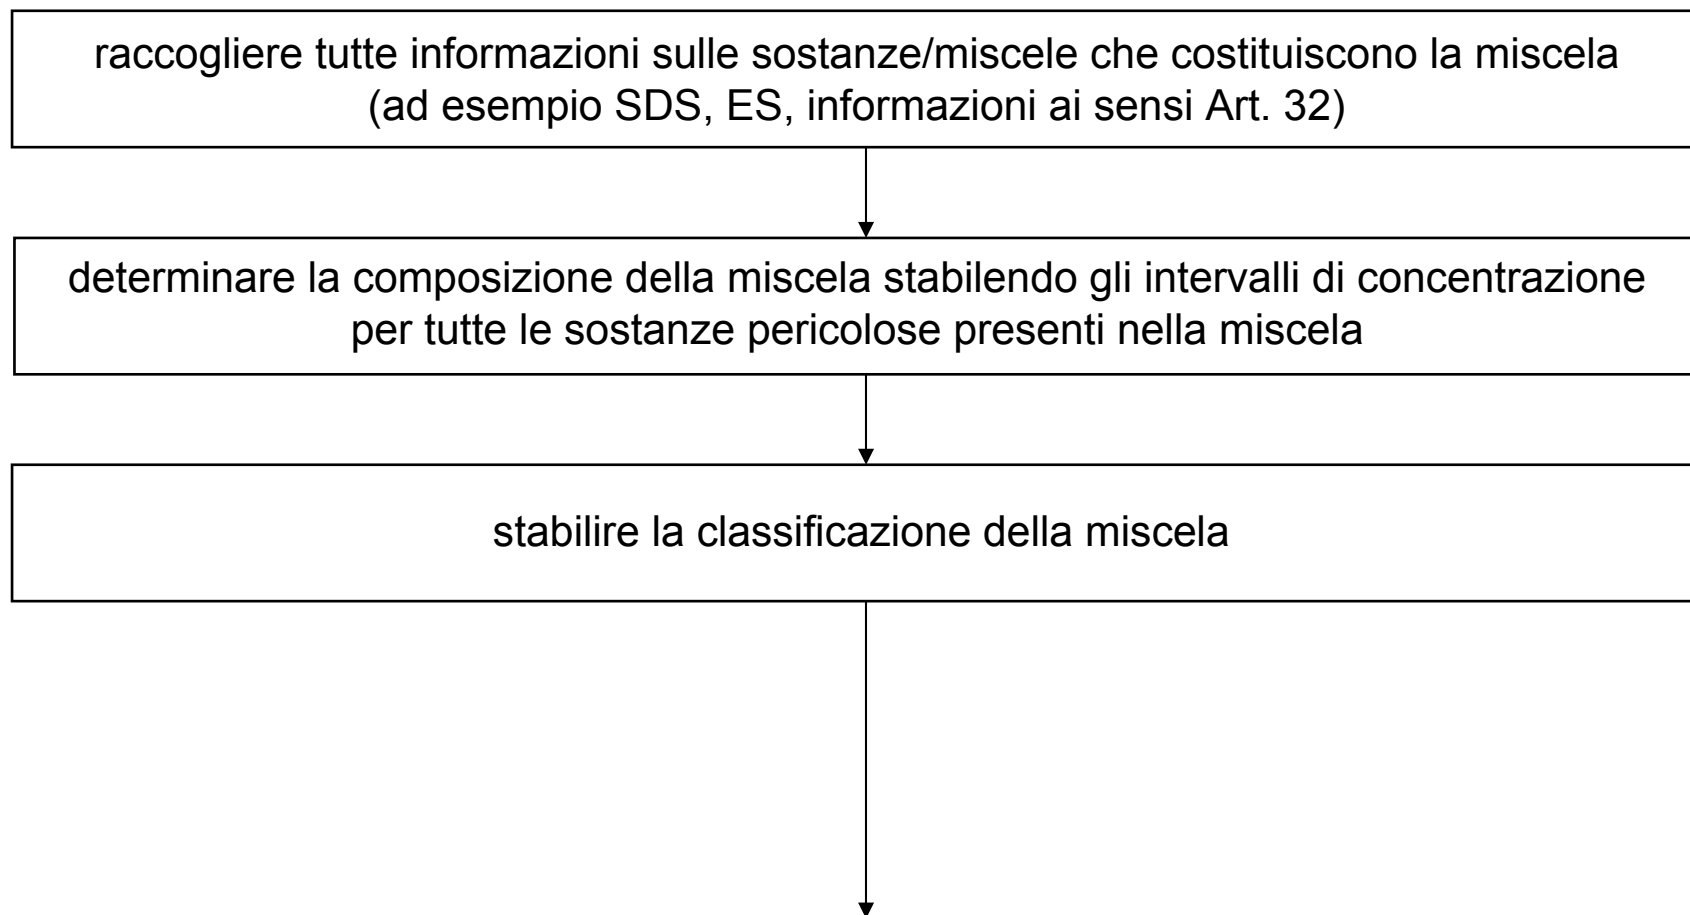 raccogliere tutte informazioni sulle sostanze/miscele che costituiscono la miscela
(ad esempio SDS, ES, informazioni ai sensi Art. 32)
determinare la composizione della miscela stabilendo gli intervalli di concentrazione
per tutte le sostanze pericolose presenti nella miscela
stabilire la classificazione della miscela